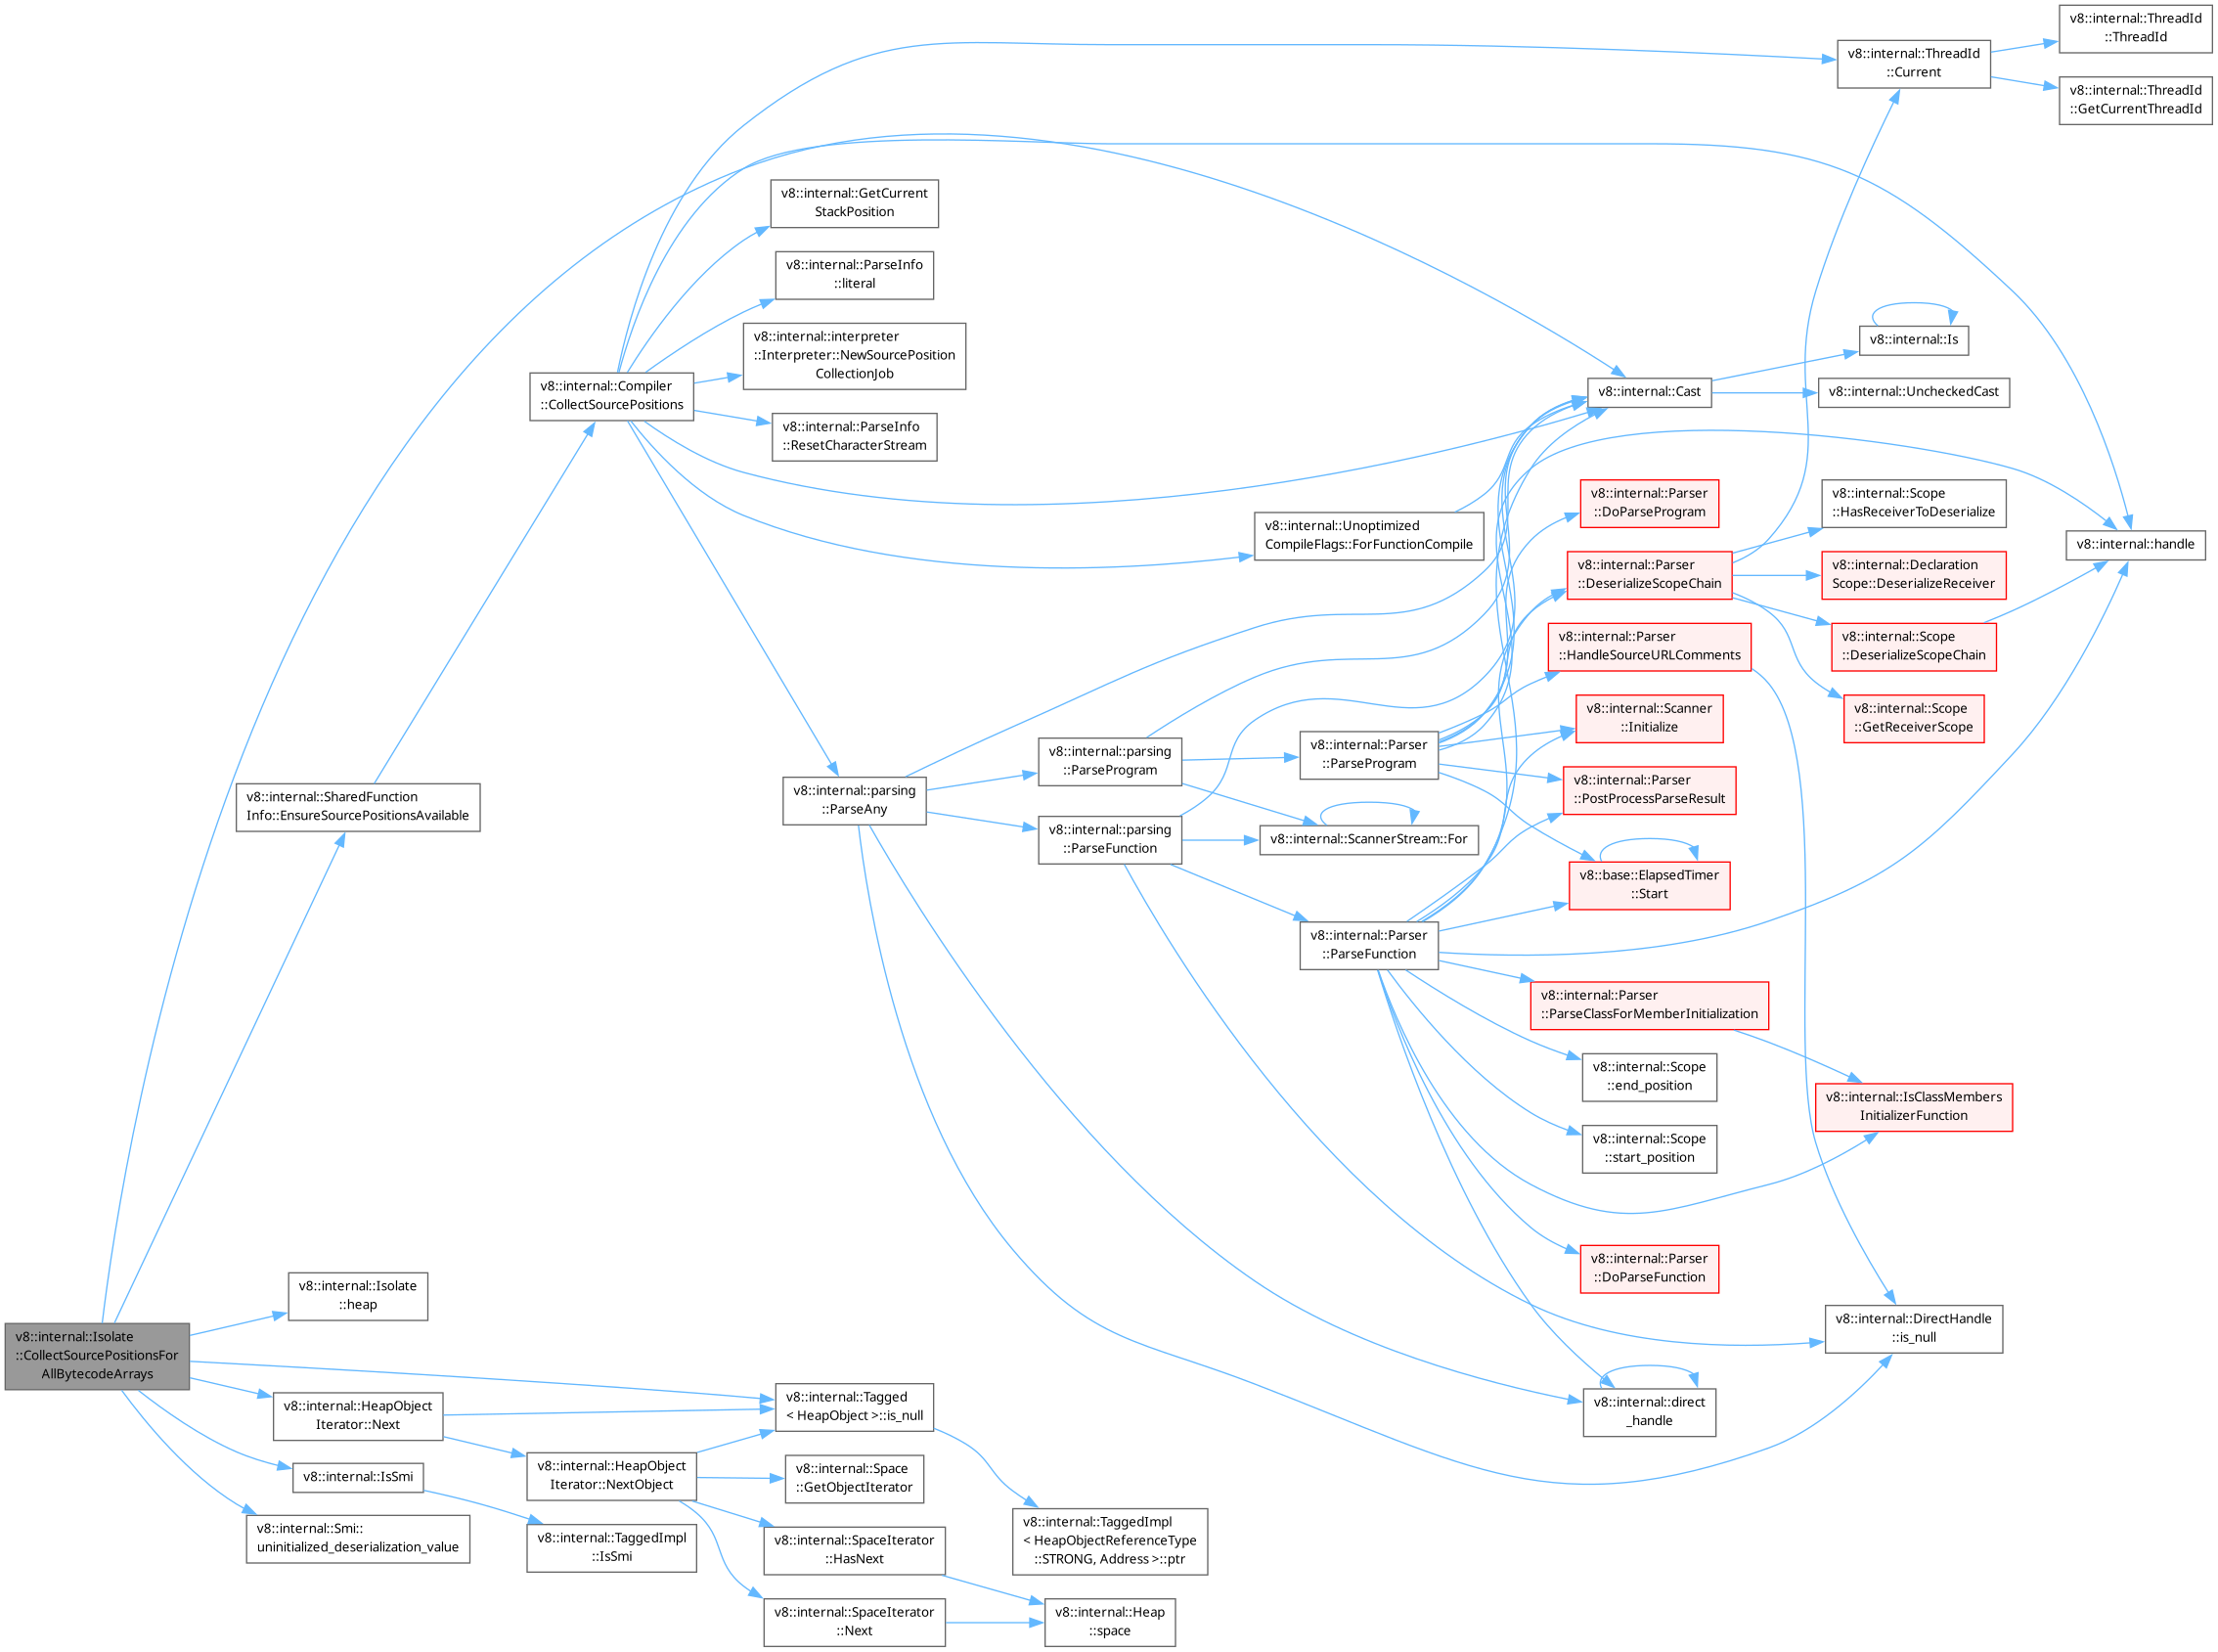 v8::internal::ThreadId
::ThreadId
v8::internal::ThreadId
::Current
v8::internal::ThreadId
::GetCurrentThreadId
v8::internal::GetCurrent
StackPosition
v8::internal::ParseInfo
::literal
v8::internal::interpreter
::Interpreter::NewSourcePosition
CollectionJob
v8::internal::Is
v8::internal::Compiler
::CollectSourcePositions
v8::internal::Cast
v8::internal::UncheckedCast
v8::internal::ParseInfo
::ResetCharacterStream
v8::internal::Parser
::DoParseProgram
v8::internal::Scope
::HasReceiverToDeserialize
v8::internal::Unoptimized
CompileFlags::ForFunctionCompile
v8::internal::handle
v8::internal::Parser
::DeserializeScopeChain
v8::internal::Declaration
Scope::DeserializeReceiver
v8::internal::Parser
::HandleSourceURLComments
v8::internal::Scope
::DeserializeScopeChain
v8::internal::Scanner
::Initialize
v8::internal::Scope
::GetReceiverScope
v8::internal::parsing
::ParseProgram
v8::internal::Parser
::ParseProgram
v8::internal::SharedFunction
Info::EnsureSourcePositionsAvailable
v8::internal::parsing
::ParseAny
v8::internal::Parser
::PostProcessParseResult
v8::internal::parsing
::ParseFunction
v8::internal::ScannerStream::For
v8::base::ElapsedTimer
::Start
v8::internal::Parser
::ParseFunction
v8::internal::Parser
::ParseClassForMemberInitialization
v8::internal::Scope
::end_position
v8::internal::IsClassMembers
InitializerFunction
v8::internal::Scope
::start_position
v8::internal::Parser
::DoParseFunction
v8::internal::Isolate
::heap
v8::internal::DirectHandle
::is_null
v8::internal::Isolate
::CollectSourcePositionsFor
AllBytecodeArrays
v8::internal::HeapObject
Iterator::Next
v8::internal::Tagged
< HeapObject >::is_null
v8::internal::direct
_handle
v8::internal::IsSmi
v8::internal::HeapObject
Iterator::NextObject
v8::internal::Space
::GetObjectIterator
v8::internal::Smi::
uninitialized_deserialization_value
v8::internal::TaggedImpl
::IsSmi
v8::internal::SpaceIterator
::HasNext
v8::internal::TaggedImpl
< HeapObjectReferenceType
::STRONG, Address >::ptr
v8::internal::SpaceIterator
::Next
v8::internal::Heap
::space